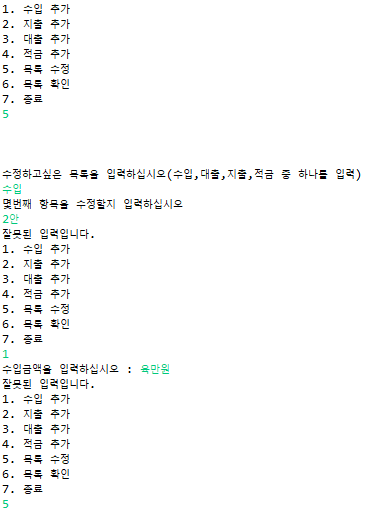 1. 수입 추가
2. 지출 추가
3. 대출 추가
4. 적금 추가
5. 목록 수정
6. 목록 확인
7. 종료
5
수정하고싶은 목록을 입력하십시오(수입,대출,지출,적금 중 하나를 입력)
수입
몇번째 항목을 수정할지 입력하십시오
2안
잘못된 입력입니다.
1. 수입 추가
2. 지출 추가
3. 대출 추가
4. 적금 추가
5. 목록 수정
6. 목록 확인
7. 종료
1
수입금액을 입력하십시오 : 육만원
잘못된 입력입니다.
1. 수입 추가
2. 지출 추가
3. 대출 추가
4. 적금 추가
5. 목록 수정
6. 목록 확인
7. 종료
5